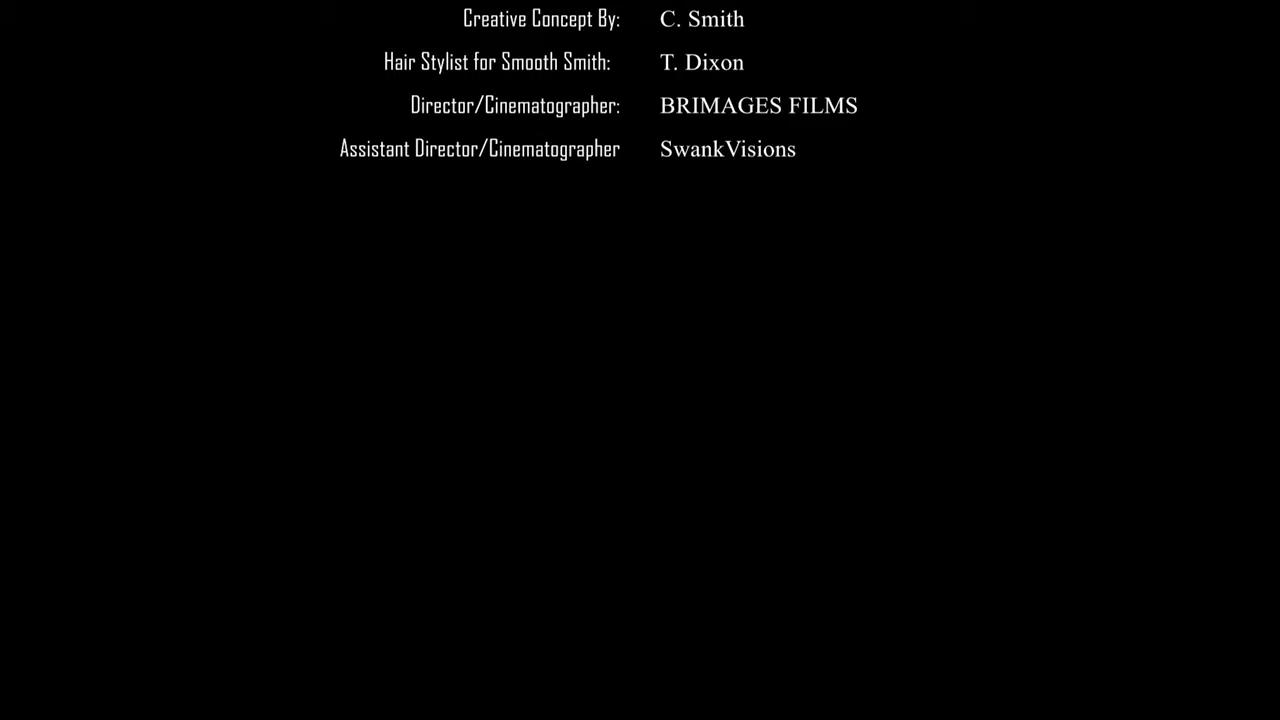 Creative Concept By: C. Smith
Hair Stylist for Smooth Smith: T. Dixon
Director/Cinematographer: BRIMAGES FILMS
Assistant Director/Cinematographer SwankVisions